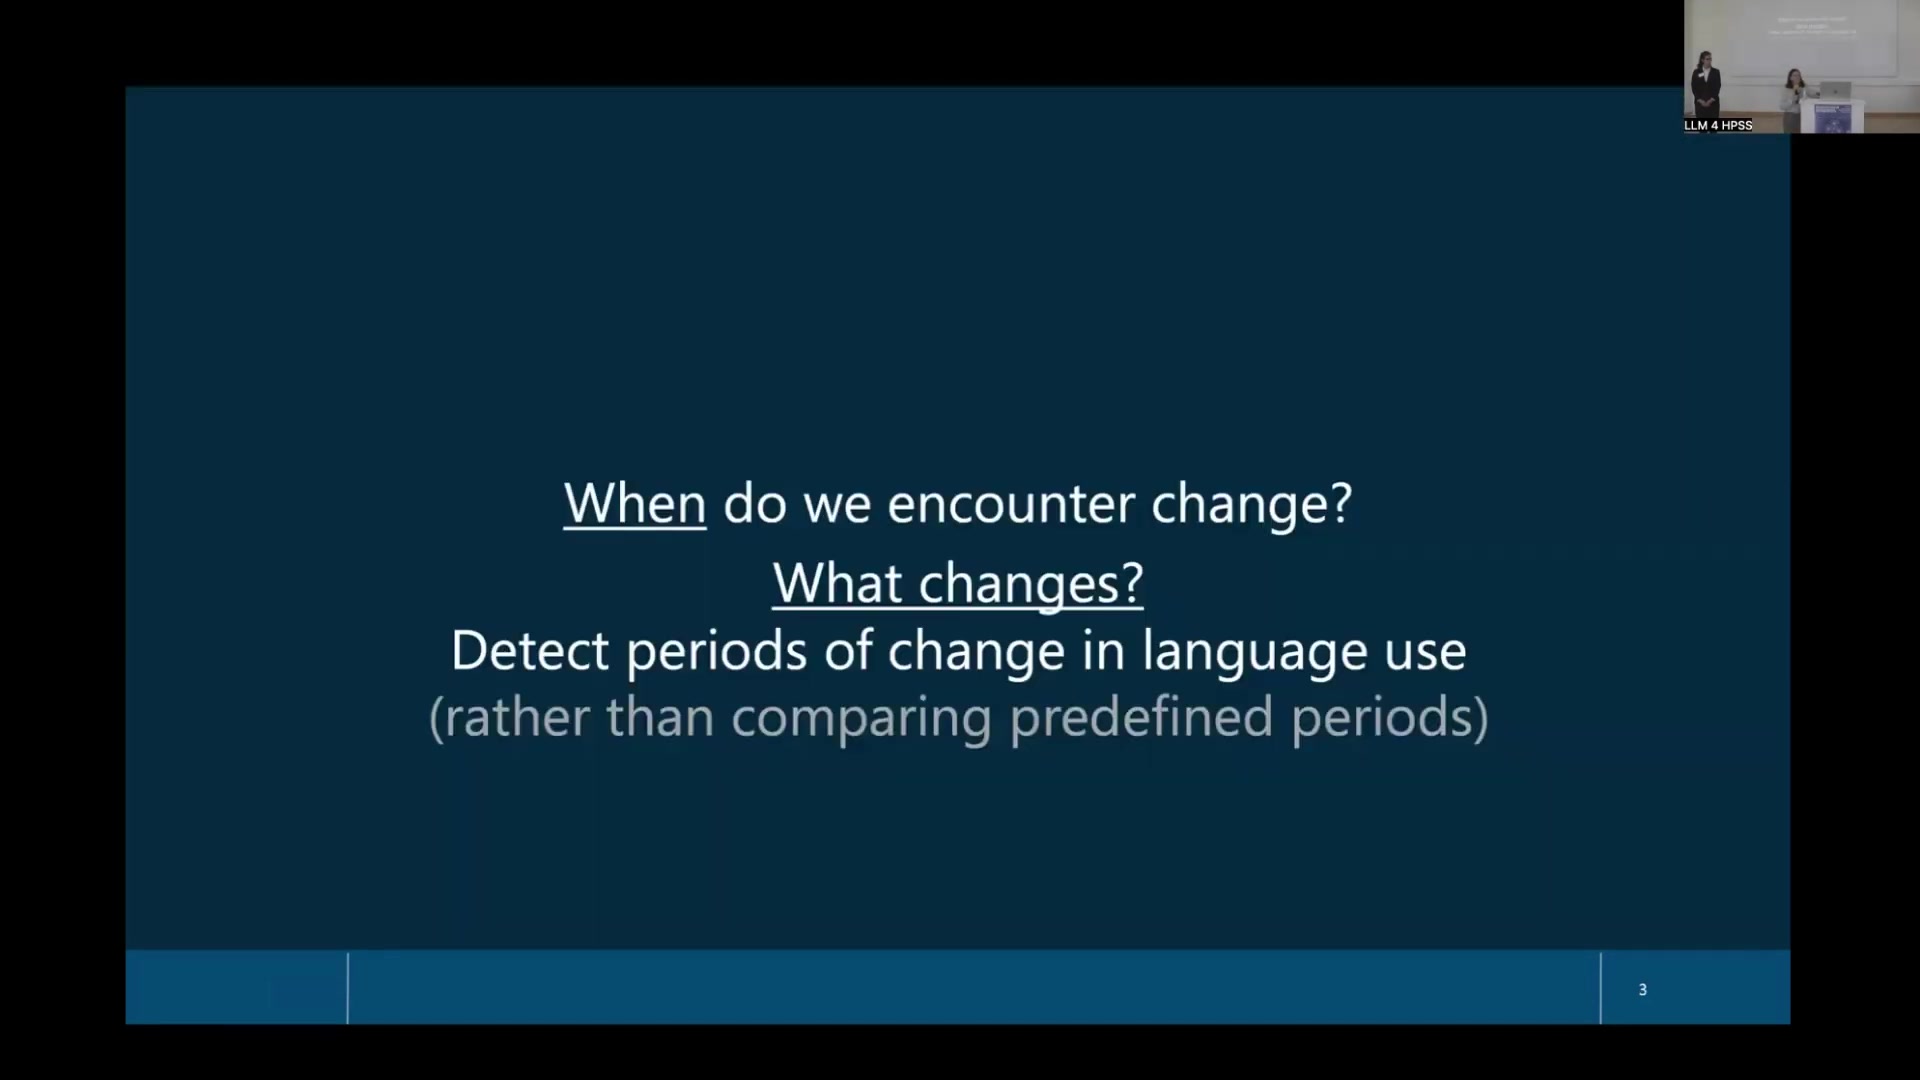 LLM 4 HPSS
When do we encounter change?
What changes?
Detect periods of change in language use
(rather than comparing predefined periods)
3